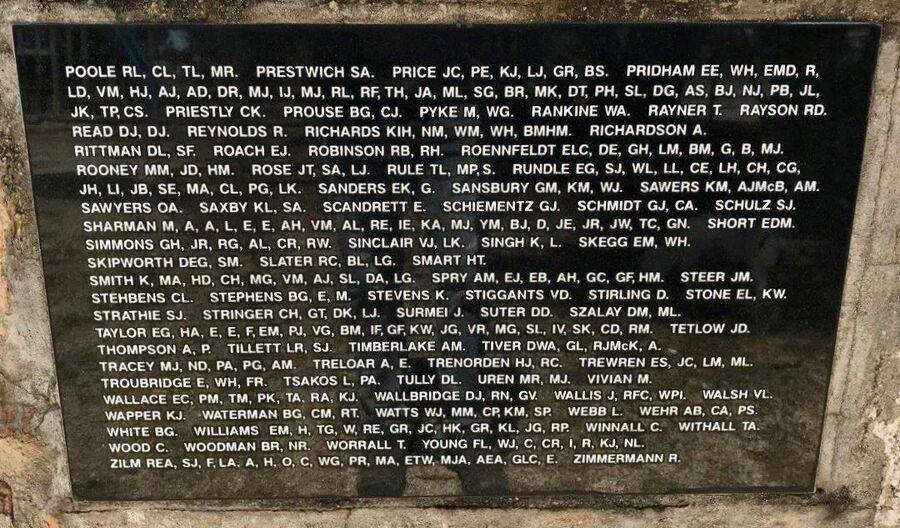 POOLE RL, CL, TL, MR. PRESTWICH SA. PRICE JC, PE, KJ, LJ, GR, BS. PRIDHAM EE, WH, EMD, R,
LD, VM, HJ, AJ, AD, DR, MJ, IJ, MJ, RL, RF, TH, JA, ML, SG, BR, MK, DT, PH, SL, DG, AS, BJ, NJ, PB, JL,
JK, TP, CS. PRIESTLY CK. PROUSE BG, CJ. PYKE M, WG. RANKINE WA. RAYNER T. RAYSON RD.
READ DJ, DJ. REYNOLDS R. RICHARDS KIH, NM, WM, WH, BMHM. RICHARDSON A.
RITTMAN DL, SF. ROACH EJ. ROBINSON RB, RH. ROENNFELDT ELC, DE, GH, LM, BM, G, B, MJ.
ROONEY MM, JD, HM. ROSE JT, SA, LJ. RULE TL, MP, S. RUNDLE EG, SJ, WL, LL, CE, LH, CH, CG,
JH, LI, JB, SE, MA, CL, PG, LK. SANDERS EK, G. SANSBURY GM, KM, WJ. SAWERS KM, AJMcB, AM.
SAWYERS OA. SAXBY KL, SA. SCANDRETT E. SCHIEMENTZ GJ. SCHMIDT GJ, CA. SCHULZ SJ.
SHARMAN M, A, A, L, E, E, AH, VM, AL, RE, IE, KA, MJ, YM, BJ, D, JE, JR, JW, TC, GN. SHORT EDM.
SIMMONS GH, JR, RG, AL, CR, RW. SINCLAIR VJ, LK. SINGH K, L. SKEGG EM, WH.
SKIPWORTH DEG, SM. SLATER RC, BL, LG. SMART HT.
SMITH K, MA, HD, CH, MG, VM, AJ, SL, DA, LG. SPRY AM, EJ, EB, AH, GC, GF, HM. STEER JM.
STEHBENS CL. STEPHENS BG, E, M. STEVENS K. STIGGANTS VD. STIRLING D. STONE EL, KW.
STRATHIE SJ. STRINGER CH, GT, DK, LJ. SURMEI J. SUTER DD. SZALAY DM, ML.
TAYLOR EG, HA, E, E, F, EM, PJ, VG, BM, IF, GF, KW, JG, VR, MG, SL, IV, SK, CD, RM. TETLOW JD.
THOMPSON A, P. TILLETT LR, SJ. TIMBERLAKE AM. TIVER DWA, GL, RJMcK, A.
TRACEY MJ, ND, PA, PG, AM. TRELOAR A, E. TRENORDEN HJ, RC. TREWREN ES, JC, LM, ML.
TROUBRIDGE E, WH, FR. TSAKOS L, PA. TULLY DL. UREN MR, MJ. VIVIAN M.
WALLACE EC, PM, TM, PK, TA, RA, KJ. WALLBRIDGE DJ, RN, GV. WALLIS J, RFC, WPI. WALSH VL.
WAPPER KJ. WATERMAN BG, CM, RT. WATTS WJ, MM, CP, KM, SP. WEBB L. WEHR AB, CA, PS.
WHITE BG. WILLIAMS EM, H, TG, W, RE, GR, JC, HK, GR, KL, JG, RP. WINNALL C. WITHALL TA.
WOOD C. WOODMAN BR, NR. WORRALL T. YOUNG FL, WJ, C, CR, I, R, KJ, NL.
ZILM REA, SJ, F, LA. A, H, O, C, WG, PR, MA, ETW, MJA, AEA, GLC, E. ZIMMERMANN R.